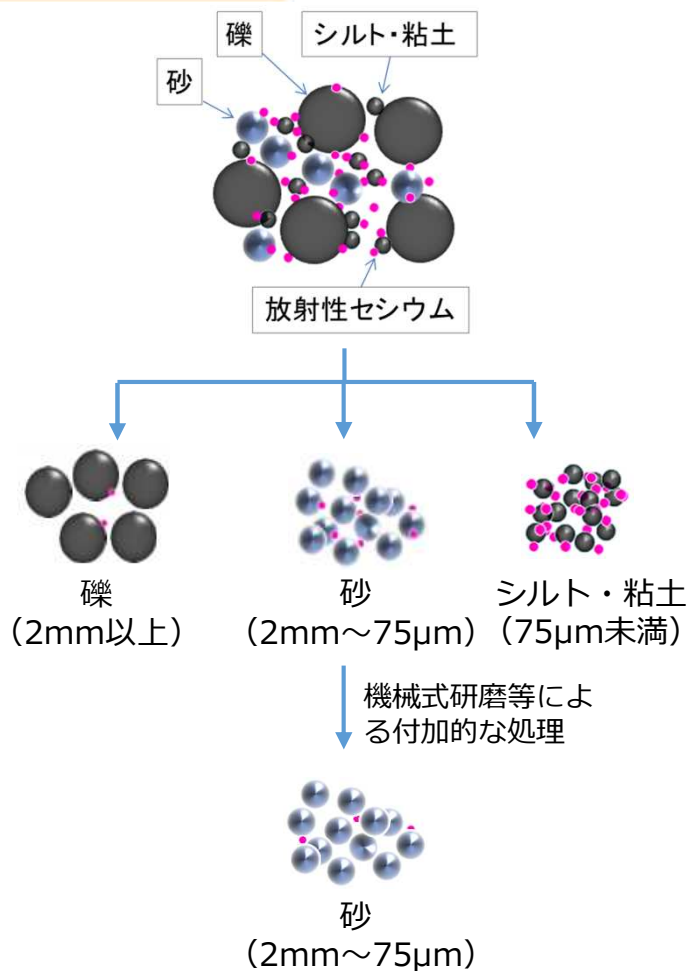 礫
シルト・粘土
砂
放射性セシウム
礫
（2mm以上）
砂
（2mm～75μm）
シルト・粘土
（75μm未満）
機械式研磨等によ
る付加的な処理
砂
（2mm～75μm）